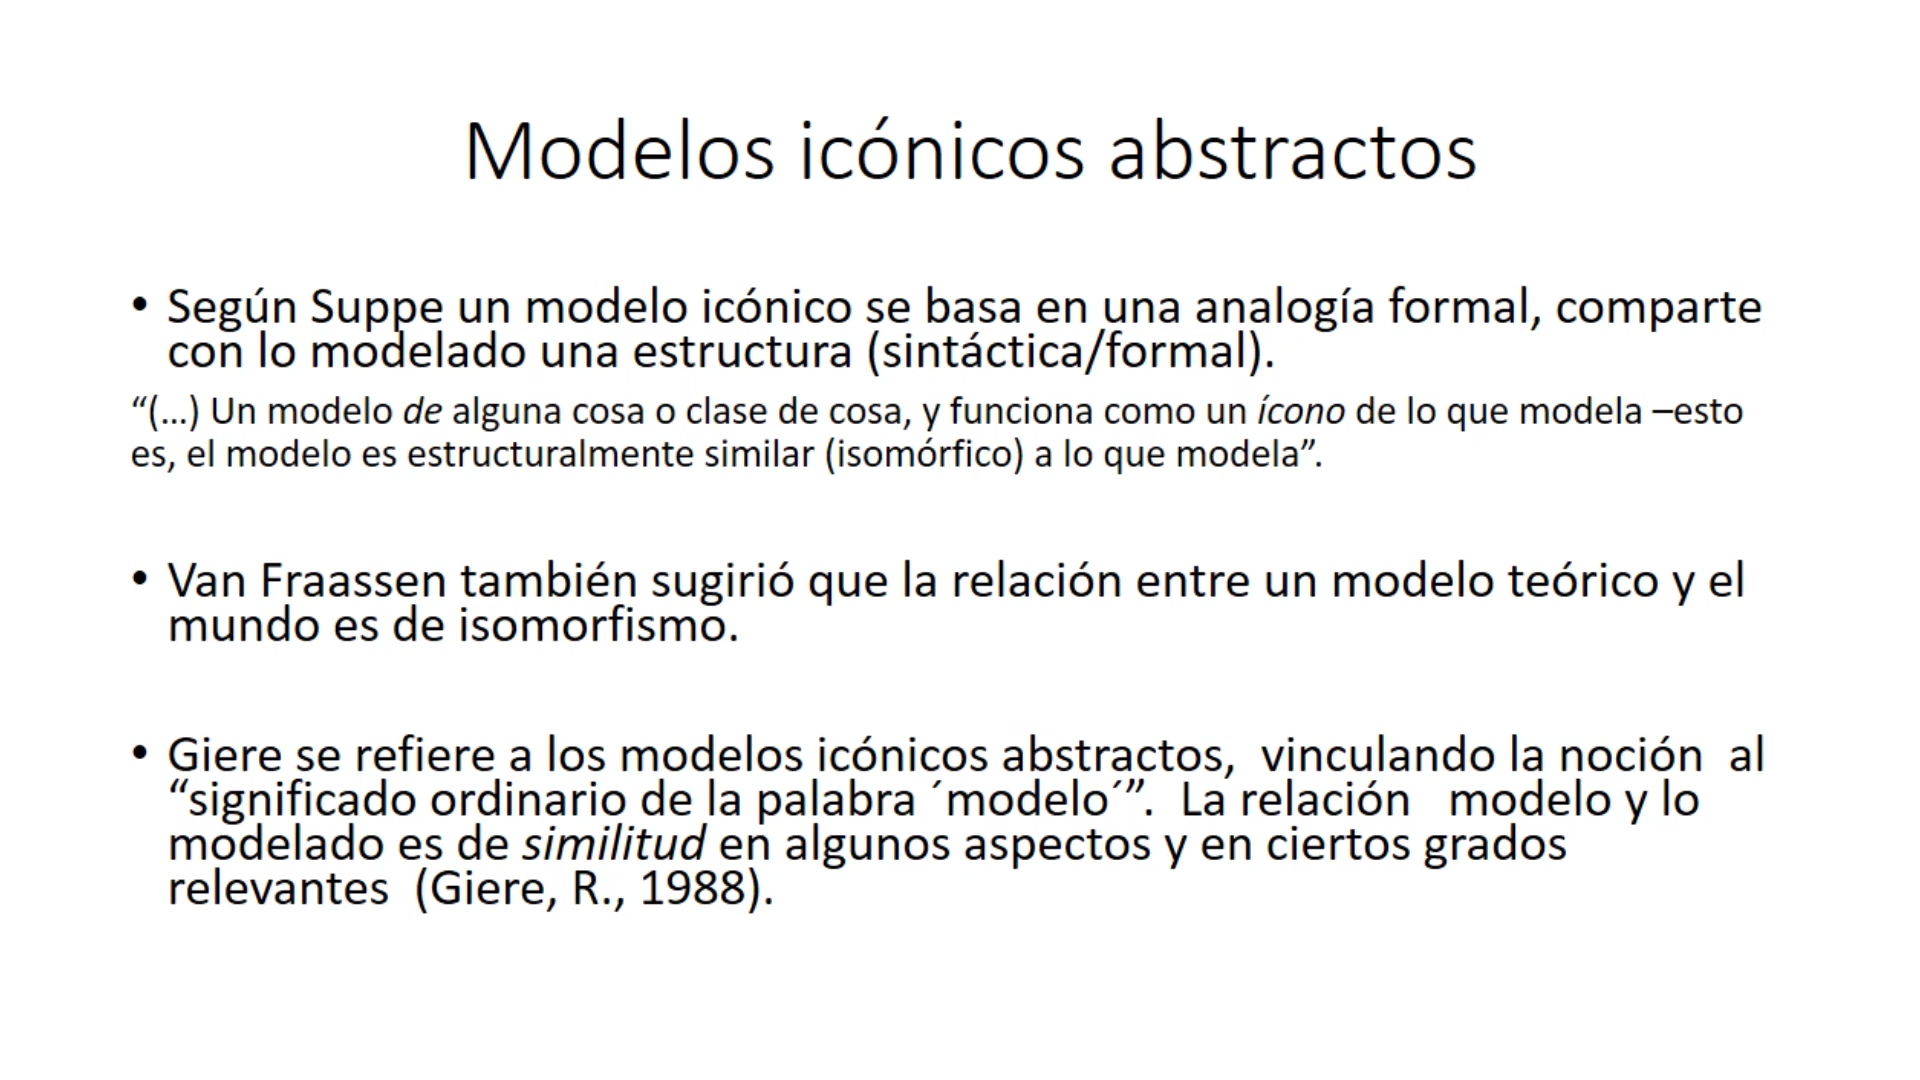 Modelos icónicos abstractos
• Según Suppe un modelo icónico se basa en una analogía formal, comparte
con lo modelado una estructura (sintáctica/formal).
“(…) Un modelo de alguna cosa o clase de cosa, y funciona como un ícono de lo que modela –esto
es, el modelo es estructuralmente similar (isomórfico) a lo que modela”.
• Van Fraassen también sugirió que la relación entre un modelo teórico y el
mundo es de isomorfismo.
• Giere se refiere a los modelos icónicos abstractos,  vinculando la noción  al
“significado ordinario de la palabra ´modelo´”.  La relación   modelo y lo
modelado es de similitud en algunos aspectos y en ciertos grados
relevantes  (Giere, R., 1988).